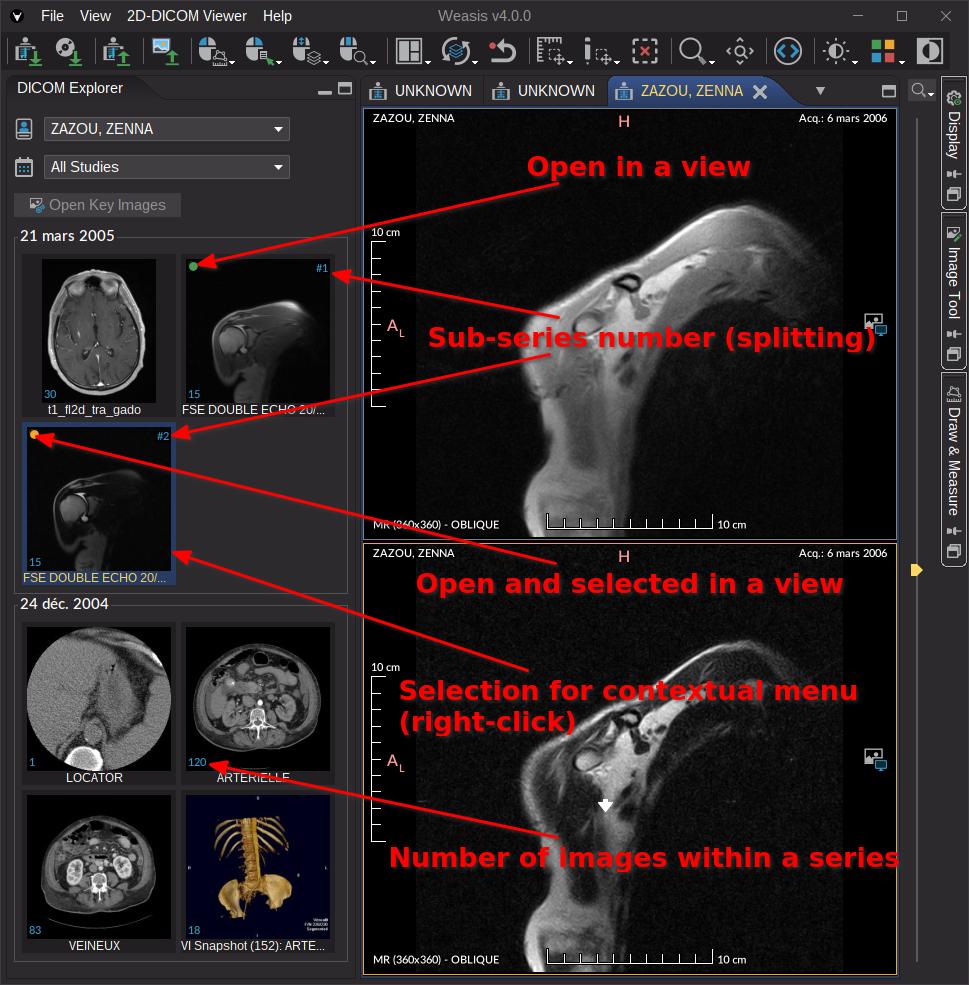 File View 2D-DICOM Viewer Help Weasis v4.0.0
DICOM Explorer
ZAZOU, ZENNA
All Studies
Open Key Images
21 mars 2005
30
t1_fl2d_tra_gado
#1
15
FSE DOUBLE ECHO 20/...
#2
15
FSE DOUBLE ECHO 20/...
24 déc. 2004
1
LOCATOR
120
ARTERIELLE
83
VEINEUX
18
VI Snapshot (152): ARTE...
UNKNOWN UNKNOWN ZAZOU, ZENNA
ZAZOU, ZENNA H Acq.: 6 mars 2006
Open in a view
10 cm
A L
Sub-series number (splitting)
MR (360x360) - OBLIQUE 10 cm
ZAZOU, ZENNA H Acq.: 6 mars 2006
Open and selected in a view
10 cm
Selection for contextual menu
(right-click)
A L
Number of images within a series
MR (360x360) - OBLIQUE 10 cm
Display
Image Tool
Draw & Measure